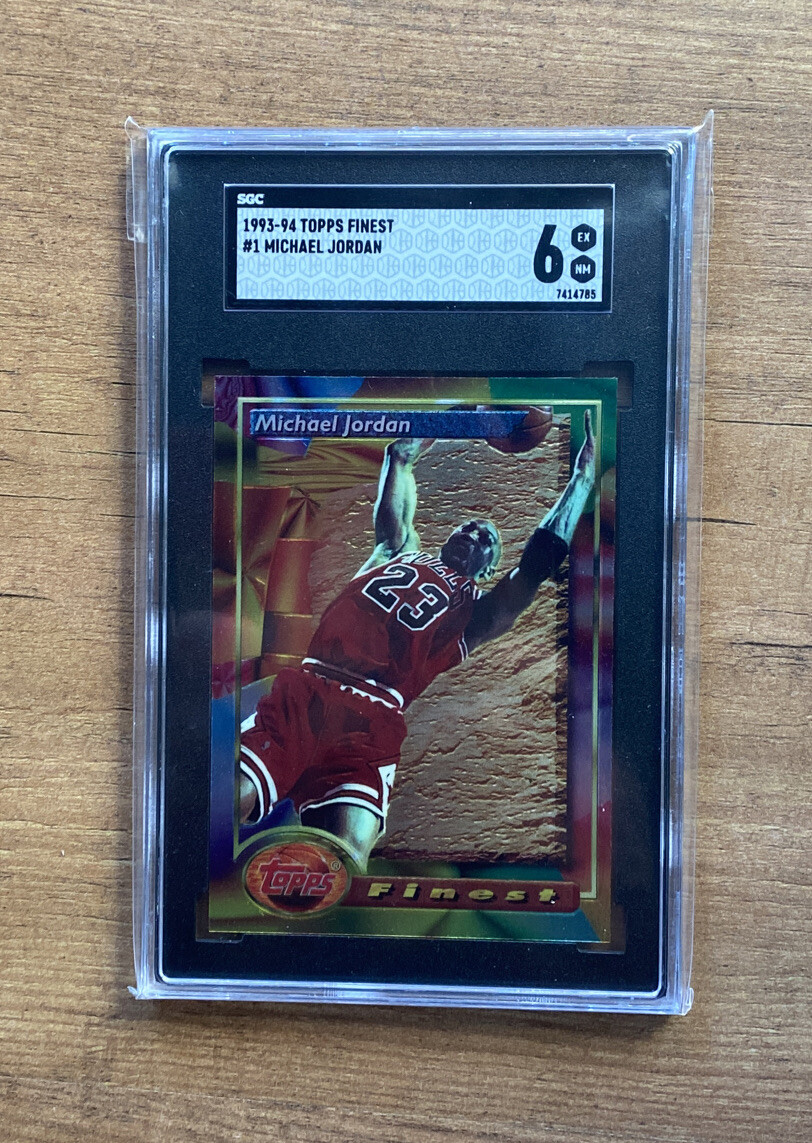 SGC
1993-94 TOPPS FINEST
#1 MICHAEL JORDAN
6
EX
NM
7414785
Michael Jordan
23
Topps®
Finest